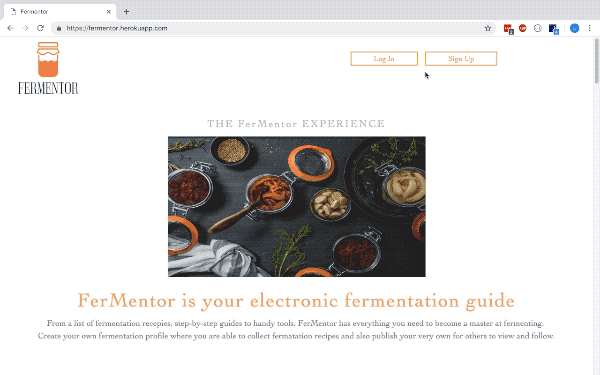 Fermentor
https://fermentor.herokuapp.com
FERMENTOR
Log In
Sign Up
THE FerMentor EXPERIENCE
FerMentor is your electronic fermentation guide
From a list of fermentation recepies, step-by-step guides to handy tools, FerMentor has everything you need to become a master at fermenting.
Create your own fermentation profile where you are able to collect fermatation recipes and also publish your very own for others to view and follow.